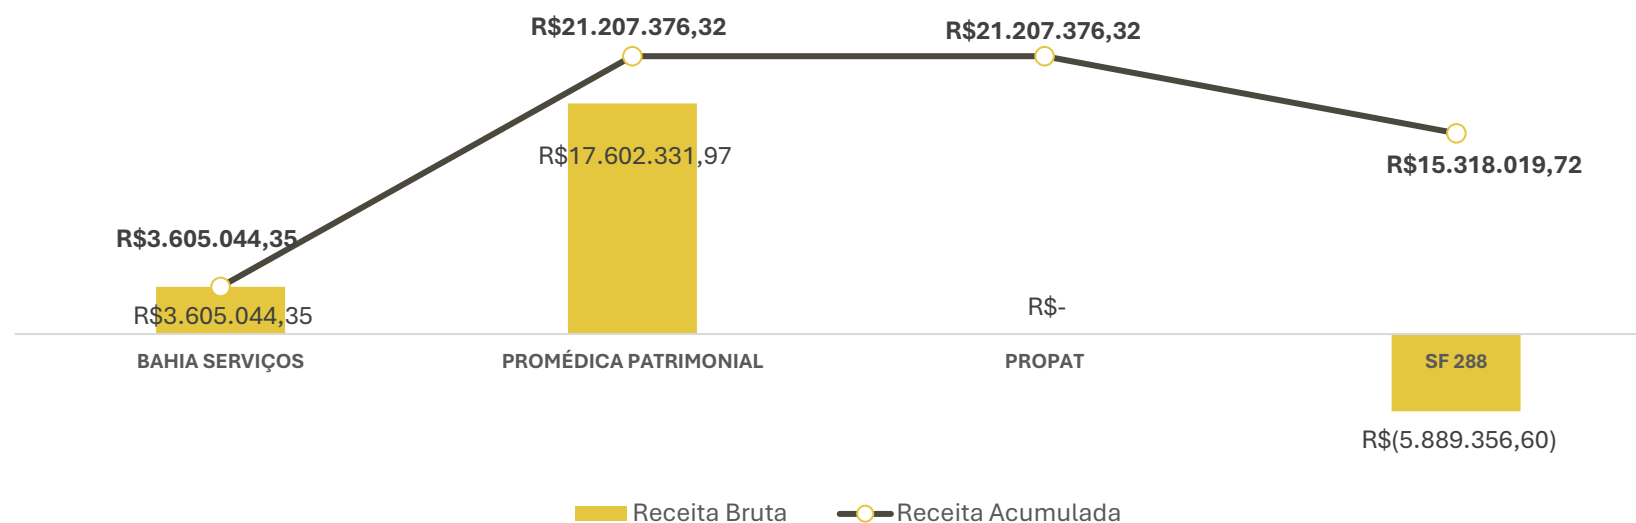 R$21.207.376,32
R$21.207.376,32
R$17.602.331,97
R$15.318.019,72
R$3.605.044,35
R$3.605.044,35
R$-
BAHIA SERVIÇOS
PROMÉDICA PATRIMONIAL
PROPAT
SF 288
R$(5.889.356,60)
Receita Bruta
Receita Acumulada